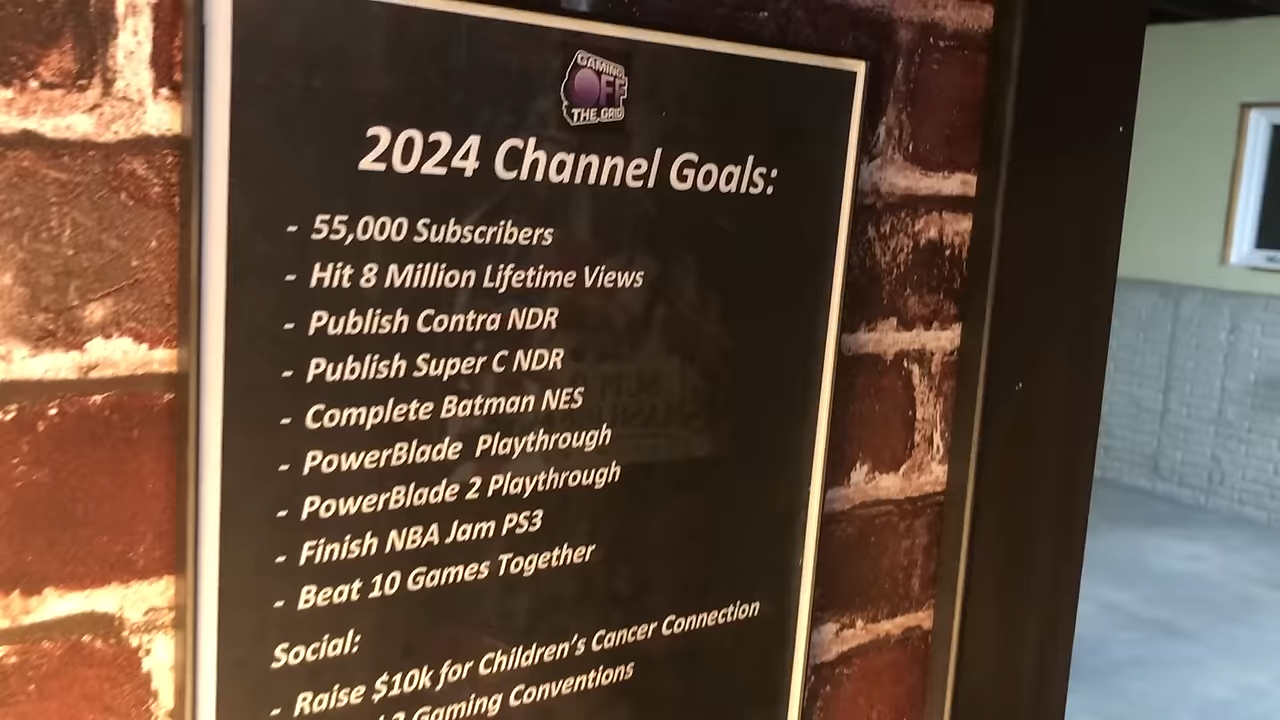 GAMING
OFF
THE GRID
2024 Channel Goals:
- 55,000 Subscribers
- Hit 8 Million Lifetime Views
- Publish Contra NDR
- Publish Super C NDR
- Complete Batman NES
- PowerBlade Playthrough
- PowerBlade 2 Playthrough
- Finish NBA Jam PS3
- Beat 10 Games Together
Social:
- Raise $10k for Children's Cancer Connection
Gaming Conventions